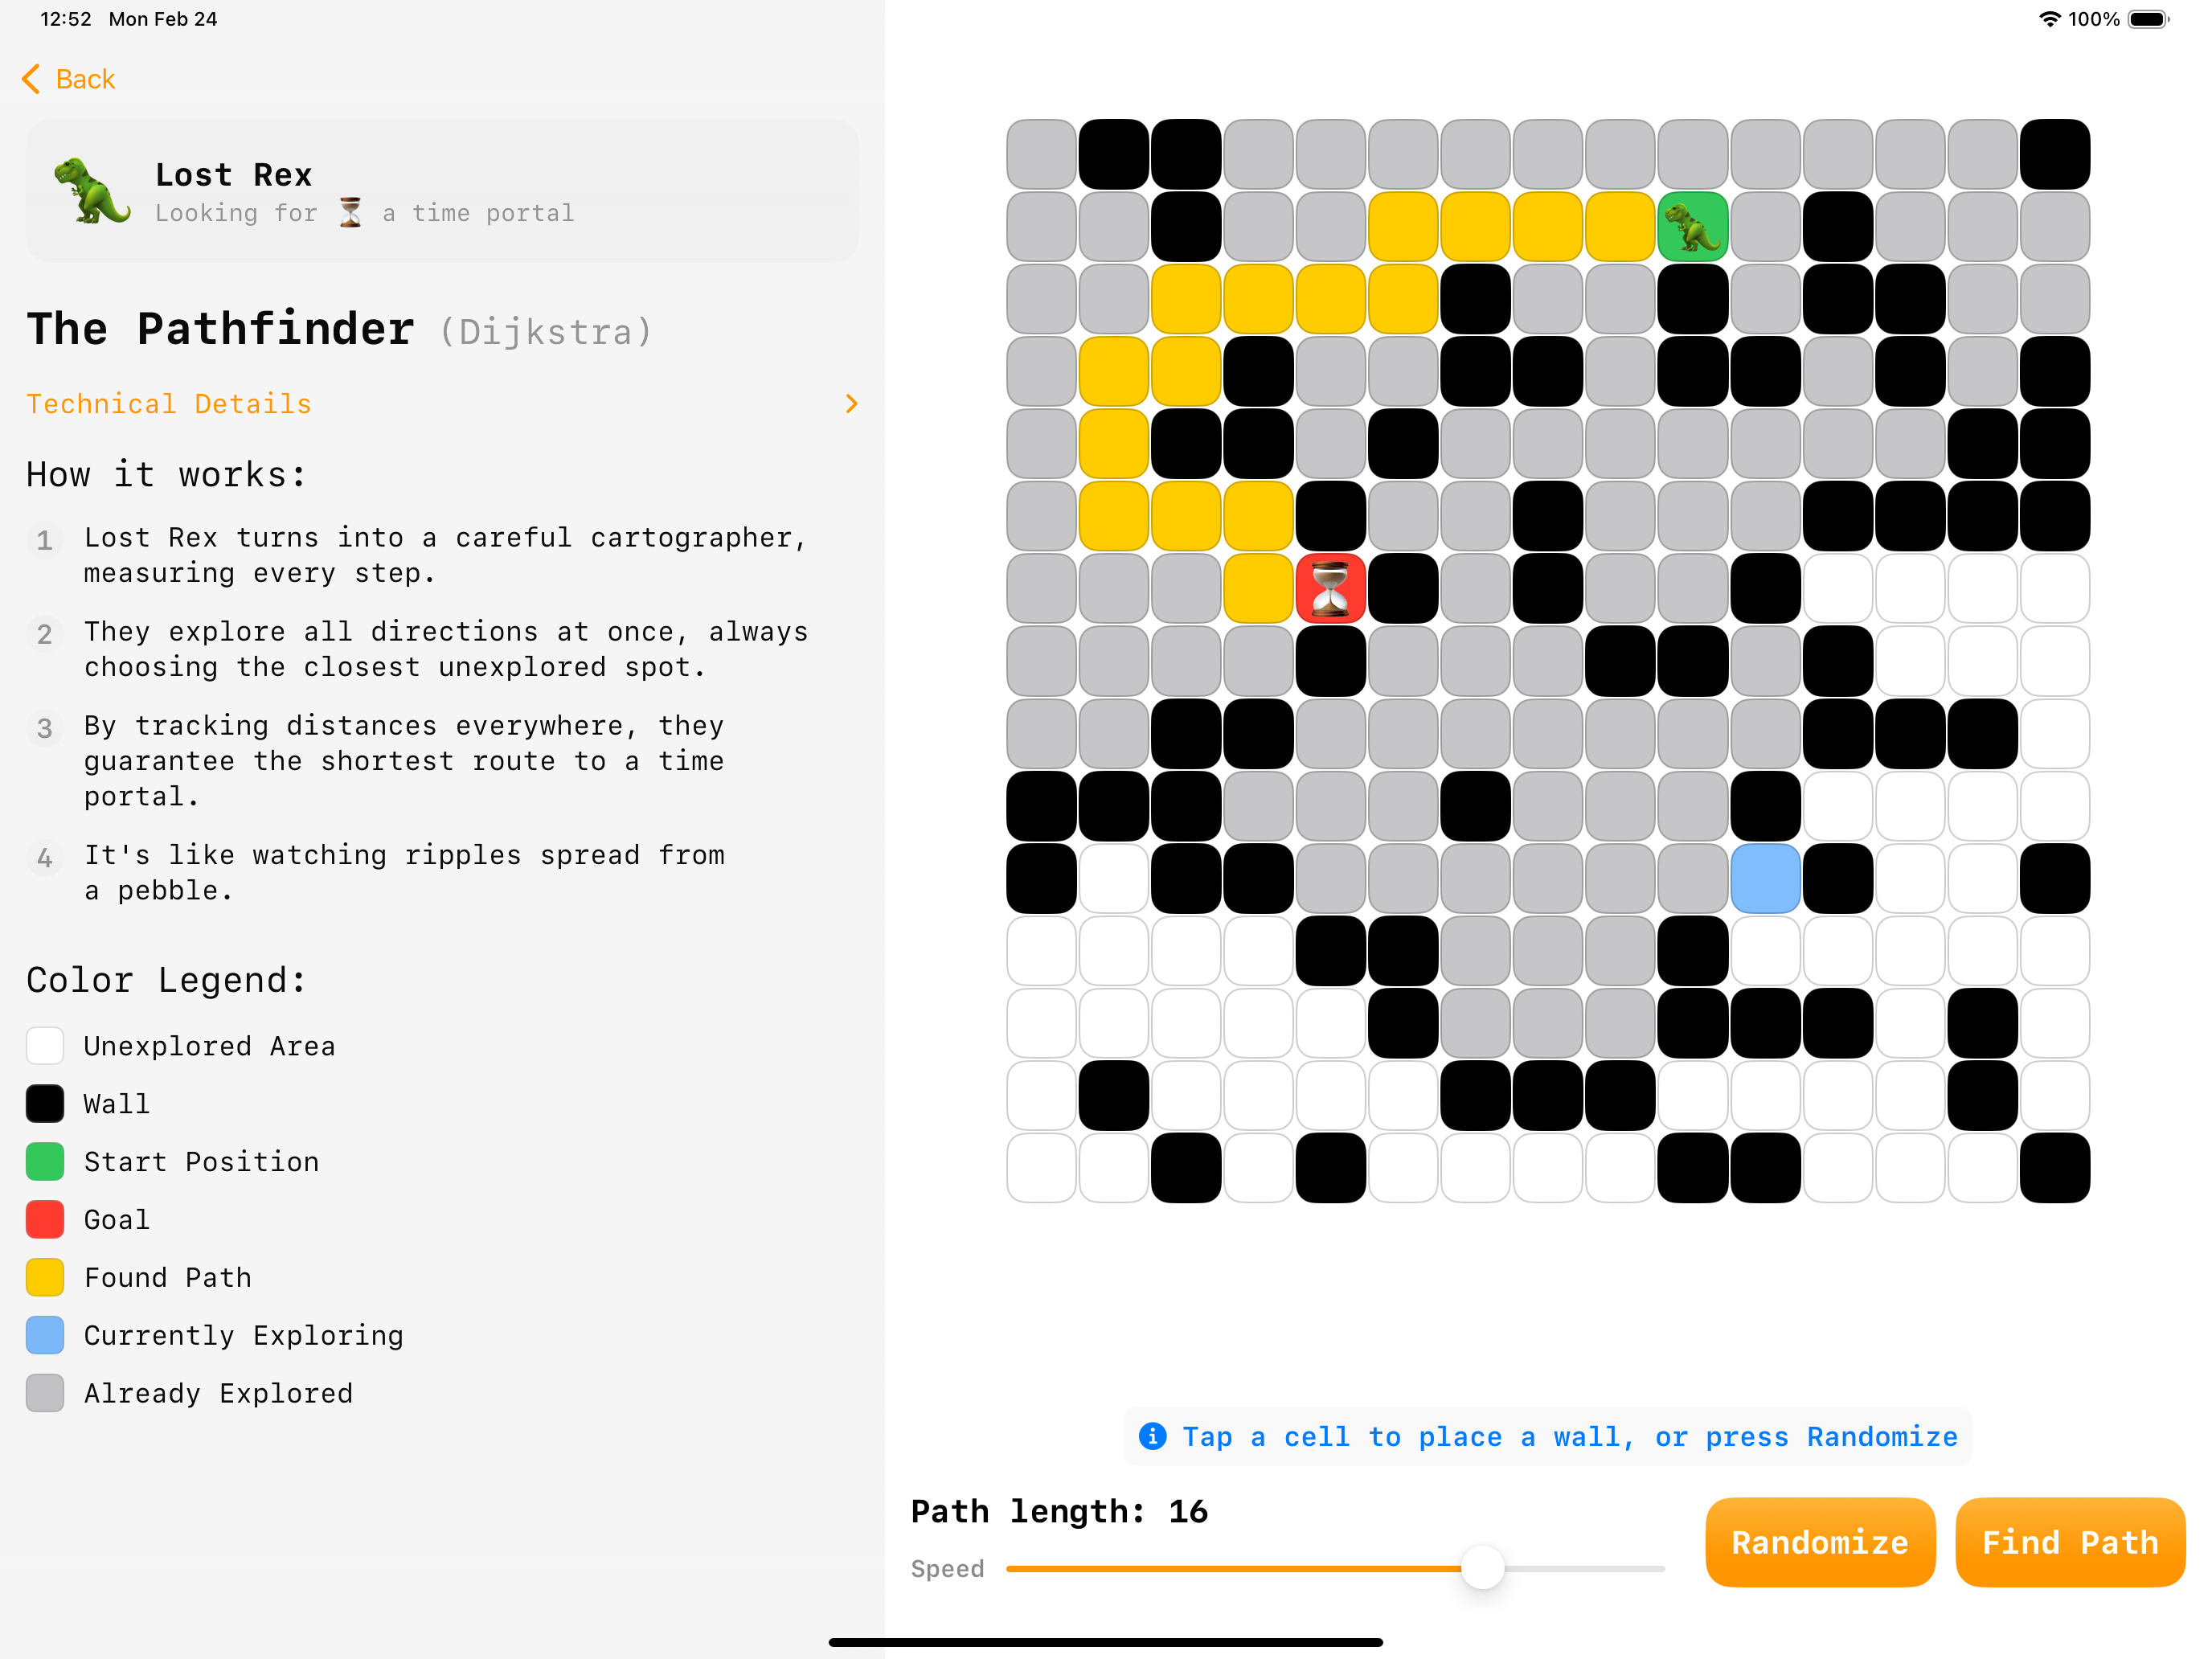 12:52 Mon Feb 24
100%
Back
Lost Rex
Looking for ⏳ a time portal
The Pathfinder (Dijkstra)
Technical Details
How it works:
1 Lost Rex turns into a careful cartographer,
measuring every step.
2 They explore all directions at once, always
choosing the closest unexplored spot.
3 By tracking distances everywhere, they
guarantee the shortest route to a time
portal.
4 It's like watching ripples spread from
a pebble.
Color Legend:
Unexplored Area
Wall
Start Position
Goal
Found Path
Currently Exploring
Already Explored
Tap a cell to place a wall, or press Randomize
Path length: 16
Speed
Randomize
Find Path